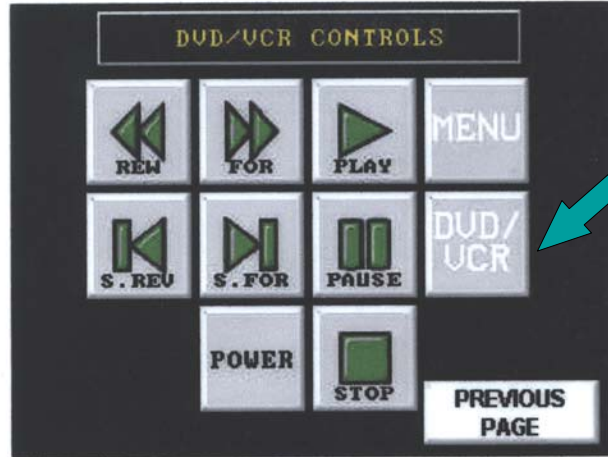 DVD/VCR CONTROLS
REW
FOR
PLAY
MENU
S.REV
S.FOR
PAUSE
DVD/
VCR
POWER
STOP
PREVIOUS
PAGE